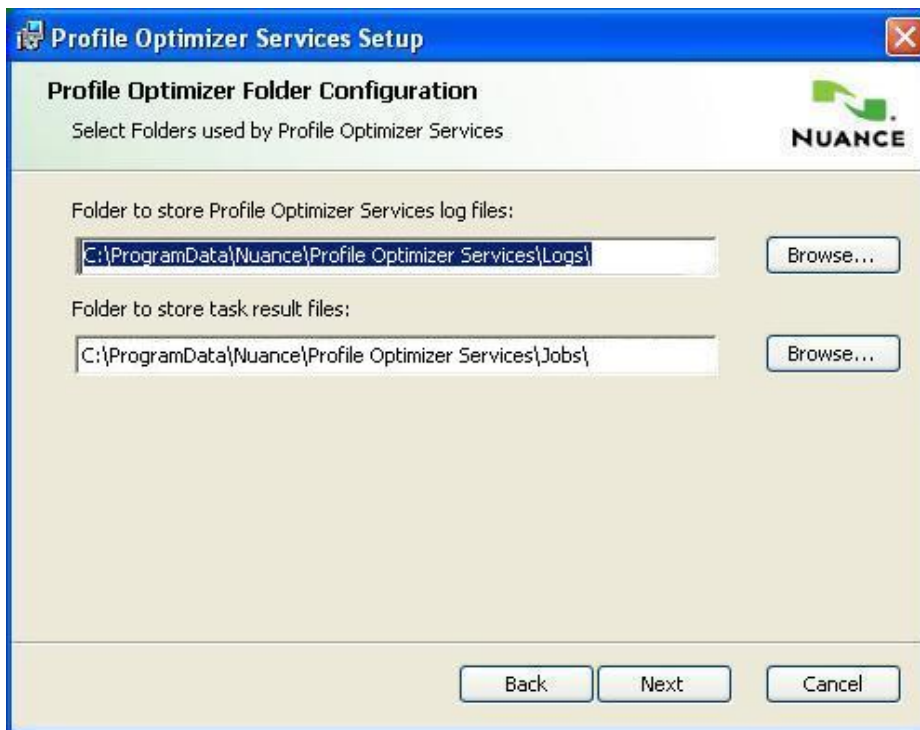 Profile Optimizer Services Setup
Profile Optimizer Folder Configuration
Select Folders used by Profile Optimizer Services
NUANCE
Folder to store Profile Optimizer Services log files:
C:\ProgramData\Nuance\Profile Optimizer Services\Logs\
Browse...
Folder to store task result files:
C:\ProgramData\Nuance\Profile Optimizer Services\Jobs\
Browse...
Back
Next
Cancel